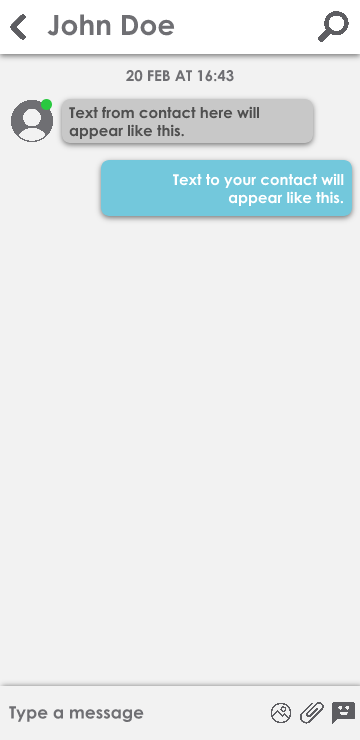 John Doe
20 FEB AT 16:43
Text from contact here will
appear like this.
Text to your contact will
appear like this.
Type a message